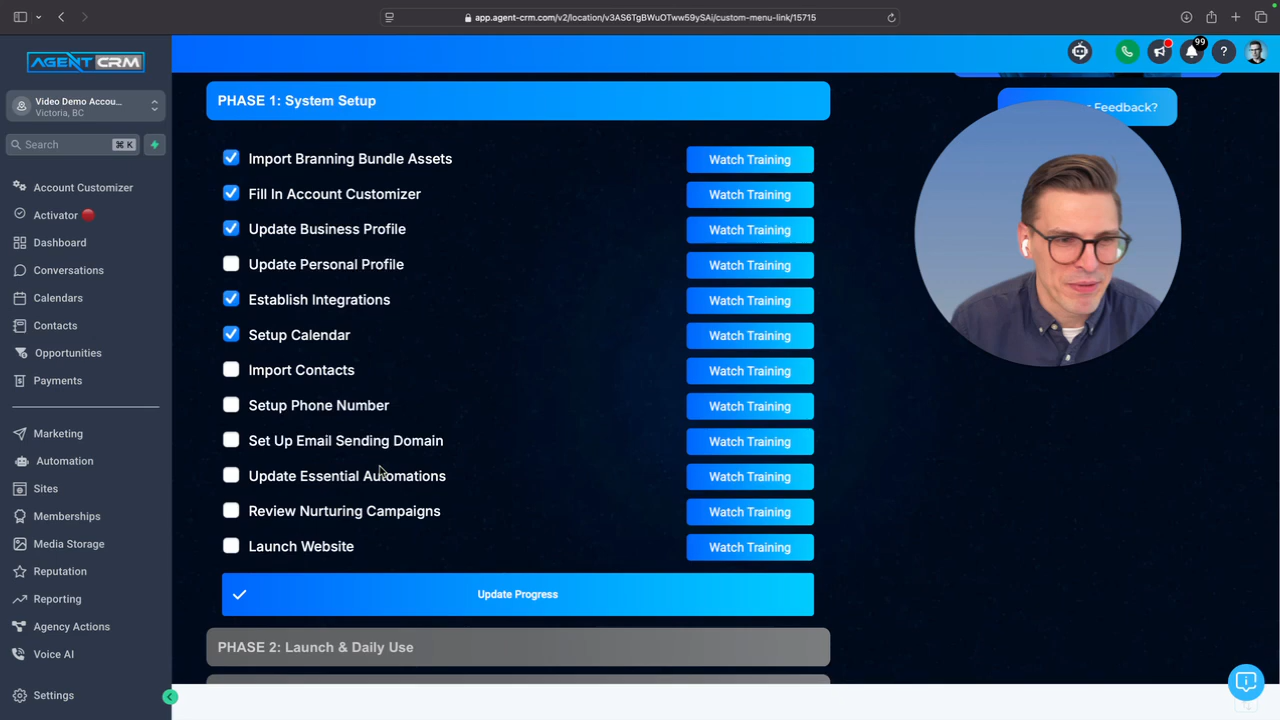 app.agent-crm.com/v2/location/v3AS6TgBWuOTww59ySAi/custom-menu-link/15715
AGENT CRM
99
?
Video Demo Accou...
Victoria, BC
Search
⌘ K
Account Customizer
Activator
Dashboard
Conversations
Calendars
Contacts
Opportunities
Payments
Marketing
Automation
Sites
Memberships
Media Storage
Reputation
Reporting
Agency Actions
Voice AI
Settings
PHASE 1: System Setup
Import Branning Bundle Assets Watch Training
Fill In Account Customizer Watch Training
Update Business Profile Watch Training
Update Personal Profile Watch Training
Establish Integrations Watch Training
Setup Calendar Watch Training
Import Contacts Watch Training
Setup Phone Number Watch Training
Set Up Email Sending Domain Watch Training
Update Essential Automations Watch Training
Review Nurturing Campaigns Watch Training
Launch Website Watch Training
Update Progress
PHASE 2: Launch & Daily Use
Feedback?